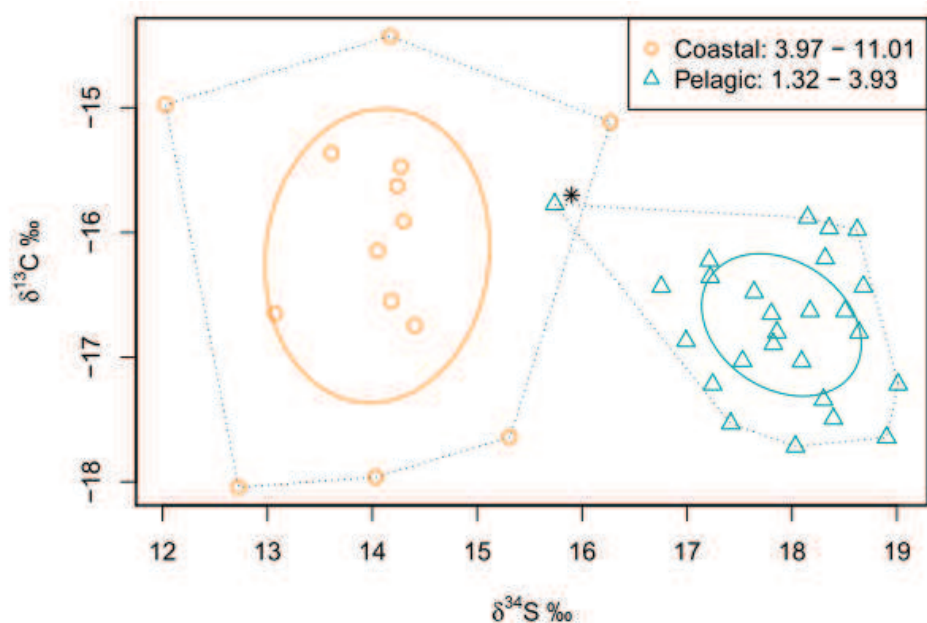 Coastal: 3.97 − 11.01
Pelagic: 1.32 − 3.93
δ¹³C ‰
−15
−16
−17
−18
12 13 14 15 16 17 18 19
δ³⁴S ‰